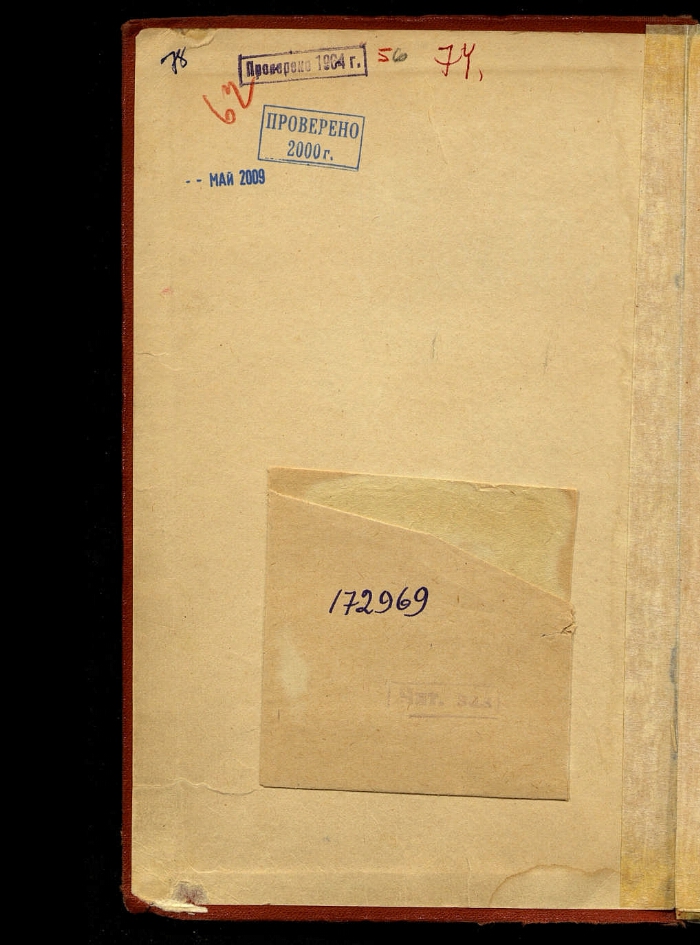 78
Проверено 1964 г.
56
74,
62
ПРОВЕРЕНО
2000 г.
-- МАЙ 2009
172969